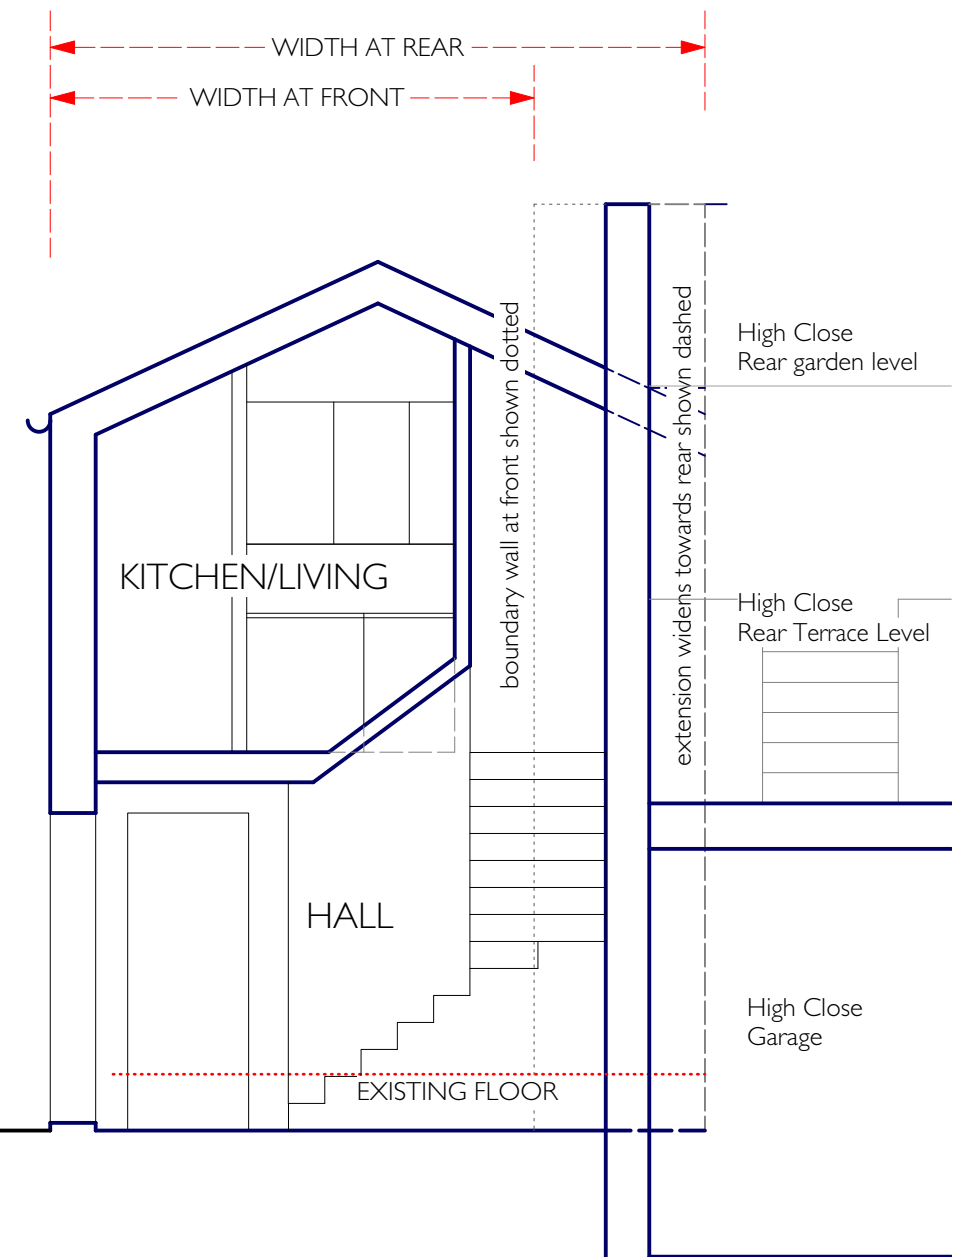 WIDTH AT REAR
WIDTH AT FRONT
boundary wall at front shown dotted
extension widens towards rear shown dashed
High Close
Rear garden level
KITCHEN/LIVING
High Close
Rear Terrace Level
HALL
High Close
Garage
EXISTING FLOOR